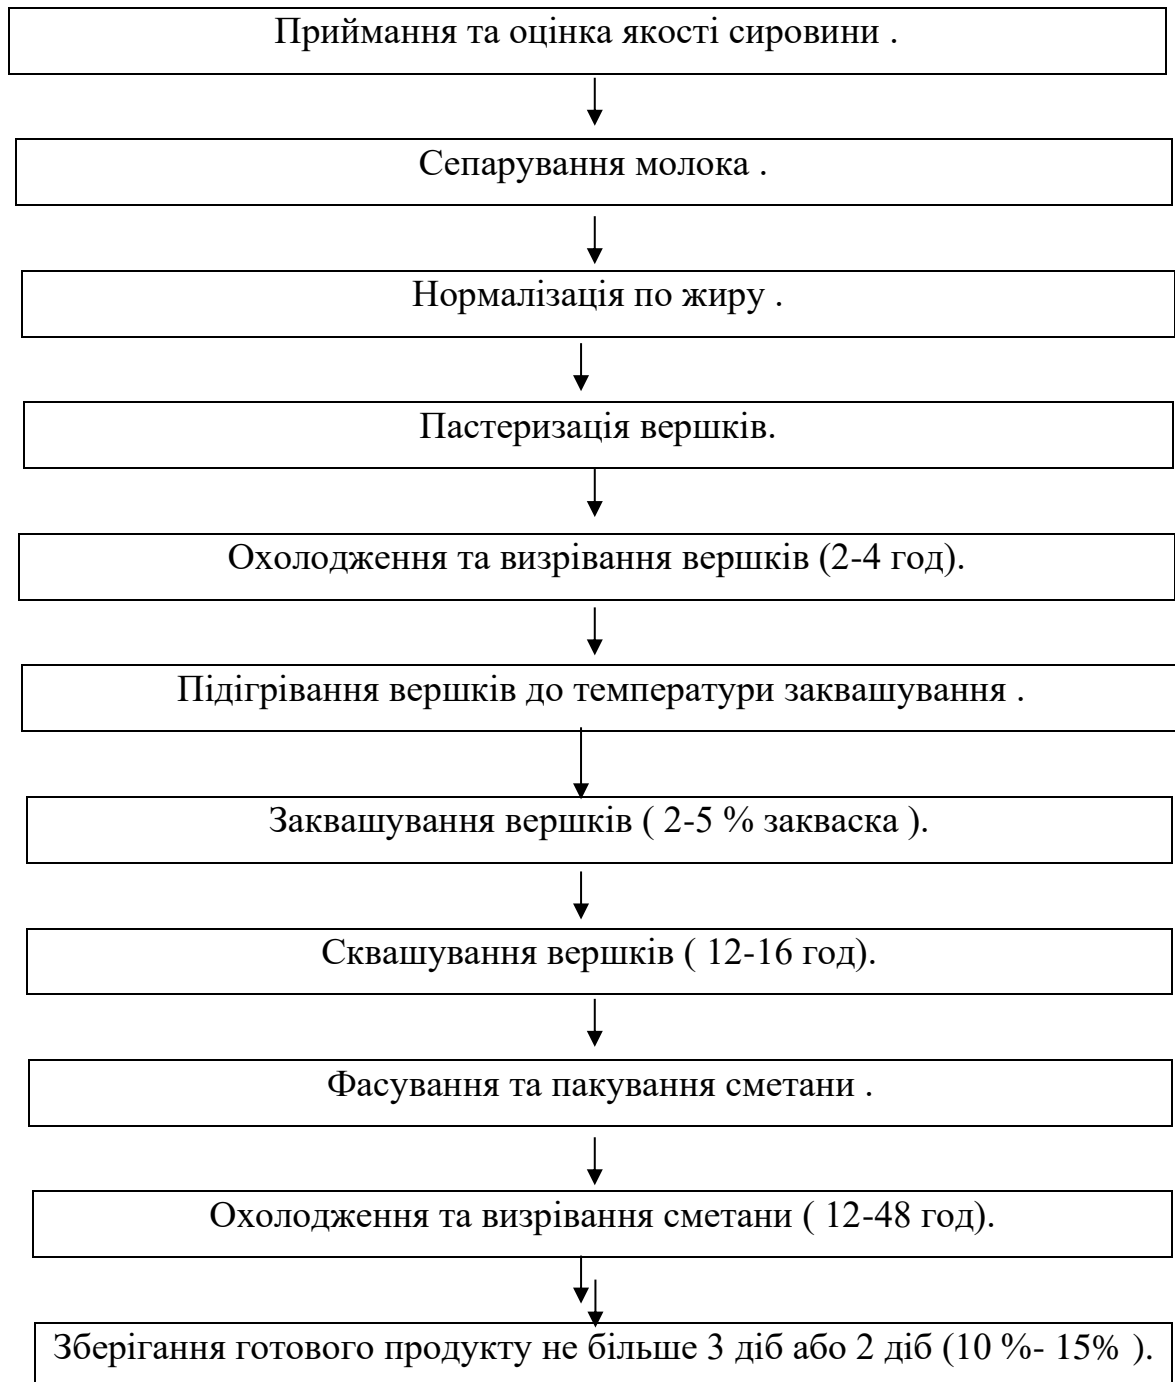 Приймання та оцінка якості сировини .
Сепарування молока .
Нормалізація по жиру .
Пастеризація вершків.
Охолодження та визрівання вершків (2-4 год).
Підігрівання вершків до температури заквашування .
Заквашування вершків ( 2-5 % закваска ).
Сквашування вершків ( 12-16 год).
Фасування та пакування сметани .
Охолодження та визрівання сметани ( 12-48 год).
Зберігання готового продукту не більше 3 діб або 2 діб (10 %- 15% ).